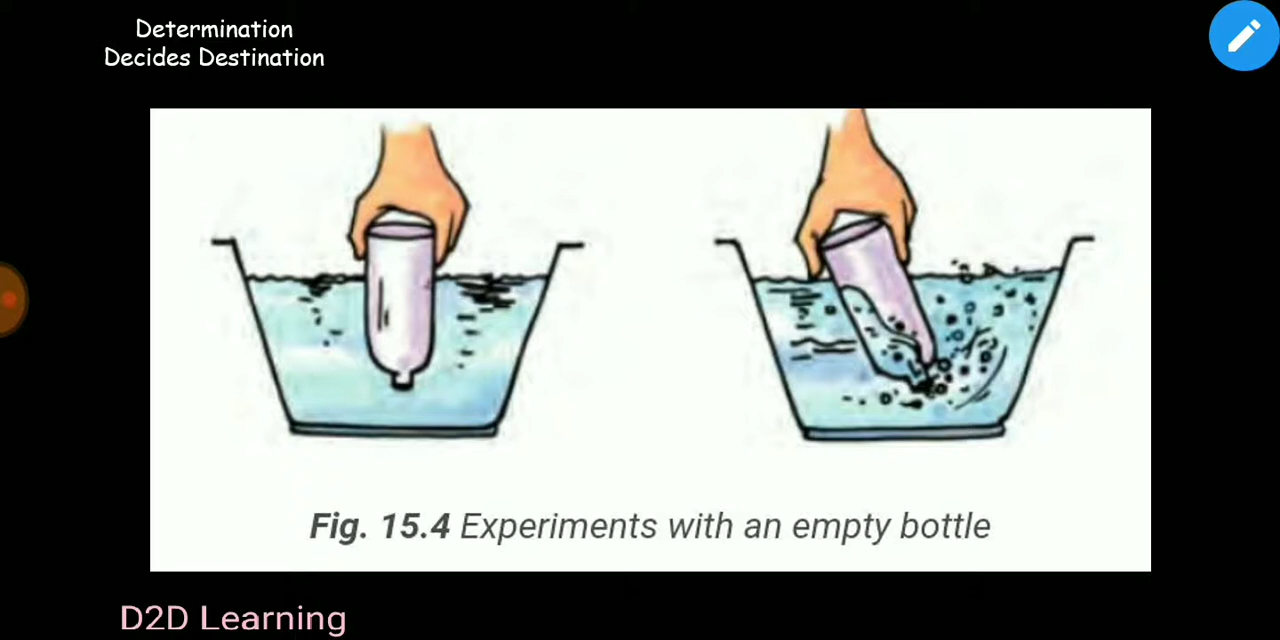 Determination
Decides Destination
Fig. 15.4 Experiments with an empty bottle
D2D Learning